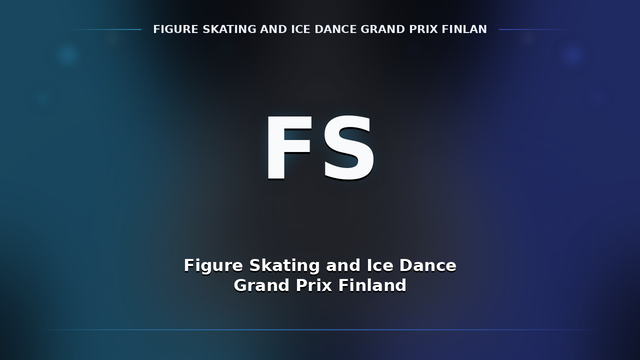 FIGURE SKATING AND ICE DANCE GRAND PRIX FINLAN
FS
Figure Skating and Ice Dance
Grand Prix Finland